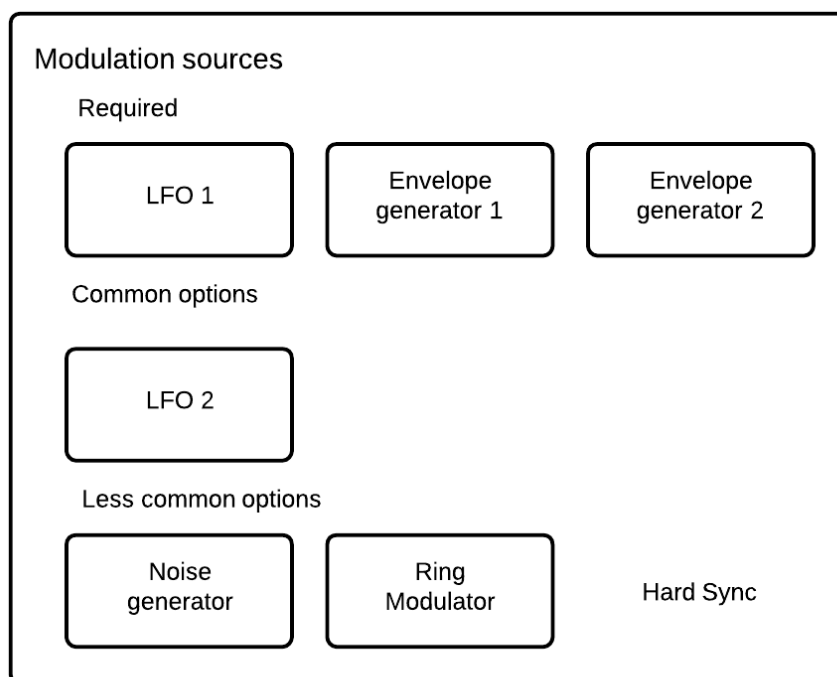 Modulation sources
Required
LFO 1
Envelope
generator 1
Envelope
generator 2
Common options
LFO 2
Less common options
Noise
generator
Ring
Modulator
Hard Sync